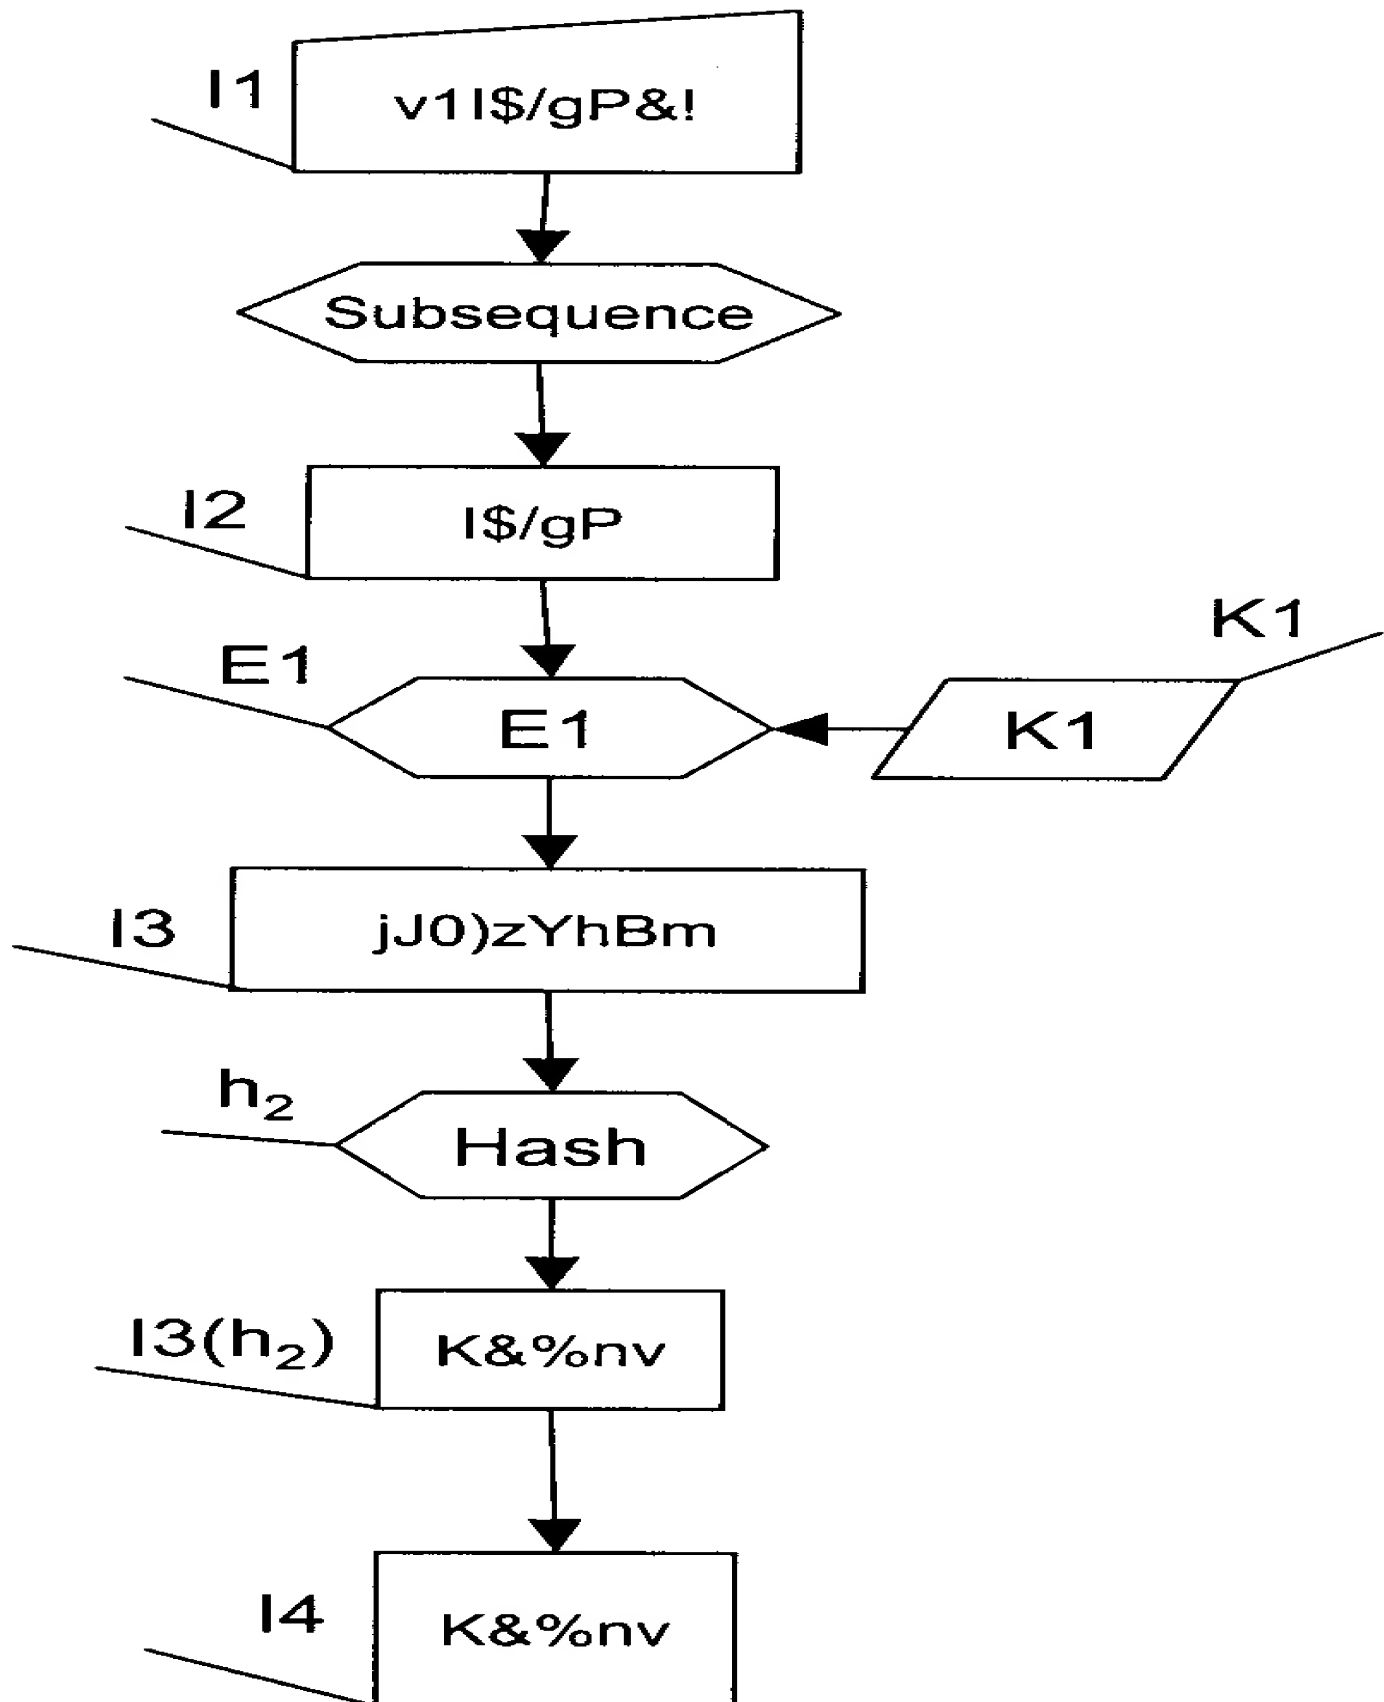 I1
v1I$/gP&!
Subsequence
I2
I$/gP
K1
E1
E1
K1
I3
jJ0)zYhBm
h₂
Hash
I3(h₂)
K&%nv
I4
K&%nv